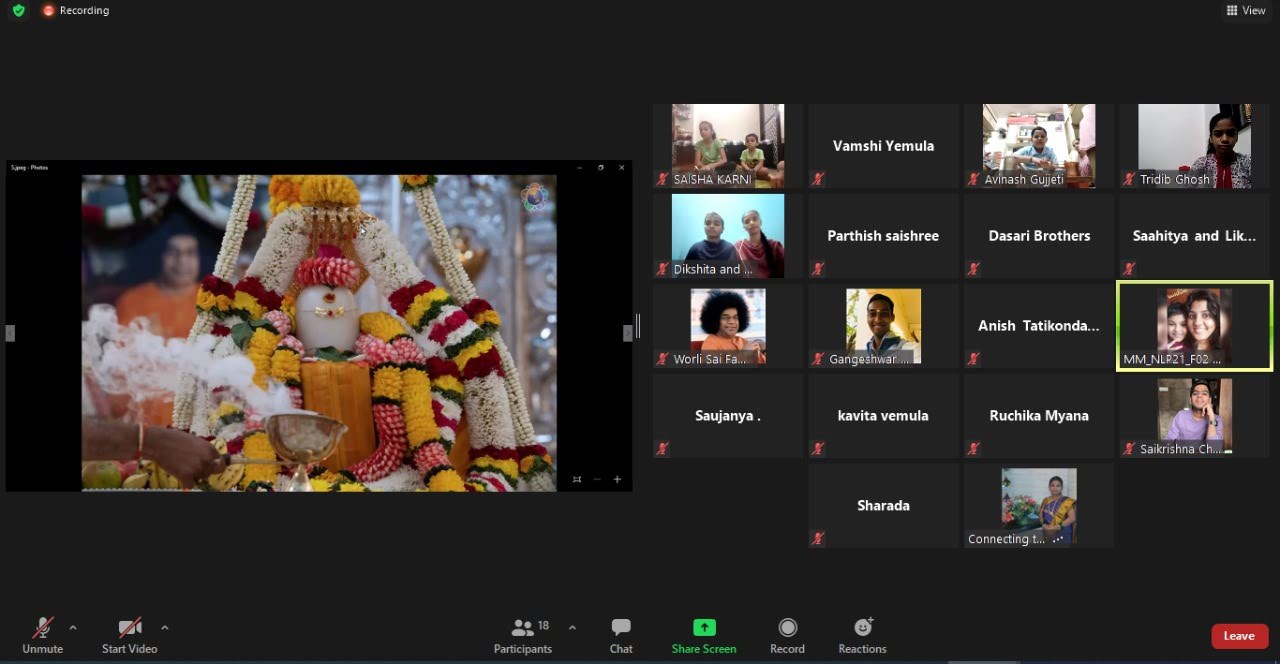 Recording
View
5.jpeg - Photos
SAISHA KARNI
Vamshi Yemula
Avinash Gujjeti
Tridib Ghosh
Dikshita and ...
Parthish saishree
Dasari Brothers
Saahitya and Lik...
Worli Sai Fa...
Gangeshwar ...
Anish Tatikonda...
MM_NLP21_F02 ...
Saujanya .
kavita vemula
Ruchika Myana
Saikrishna Ch...
Sharada
Connecting t...
Unmute
Start Video
Participants
18
Chat
Share Screen
Record
Reactions
Leave